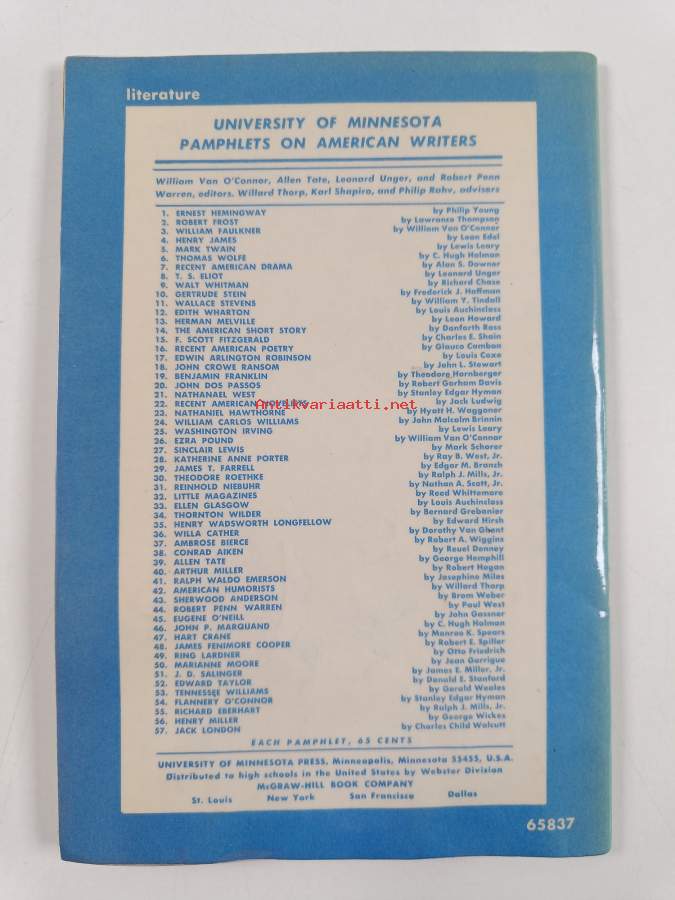 literature
UNIVERSITY OF MINNESOTA
PAMPHLETS ON AMERICAN WRITERS
William Van O'Connor, Allen Tate, Leonard Unger, and Robert Penn
Warren, editors. Willard Thorp, Karl Shapiro, and Philip Rahv, advisers
1. ERNEST HEMINGWAY by Philip Young
2. ROBERT FROST by Lawrance Thompson
3. WILLIAM FAULKNER by William Van O'Connor
4. HENRY JAMES by Leon Edel
5. MARK TWAIN by Lewis Leary
6. THOMAS WOLFE by C. Hugh Holman
7. RECENT AMERICAN DRAMA by Alan S. Downer
8. T. S. ELIOT by Leonard Unger
9. WALT WHITMAN by Richard Chase
10. GERTRUDE STEIN by Frederick J. Hoffman
11. WALLACE STEVENS by William Y. Tindall
12. EDITH WHARTON by Louis Auchincloss
13. HERMAN MELVILLE by Leon Howard
14. THE AMERICAN SHORT STORY by Danforth Ross
15. F. SCOTT FITZGERALD by Charles E. Shain
16. RECENT AMERICAN POETRY by Glauco Cambon
17. EDWIN ARLINGTON ROBINSON by Louis Coxe
18. JOHN CROWE RANSOM by John L. Stewart
19. BENJAMIN FRANKLIN by Theodore Hornberger
20. JOHN DOS PASSOS by Robert Gorham Davis
21. NATHANAEL WEST by Stanley Edgar Hyman
22. RECENT AMERICAN NOVELISTS by Jack Ludwig
Antikvariaatti.net
23. NATHANIEL HAWTHORNE by Hyatt H. Waggoner
24. WILLIAM CARLOS WILLIAMS by John Malcolm Brinnin
25. WASHINGTON IRVING by Lewis Leary
26. EZRA POUND by William Van O'Connor
27. SINCLAIR LEWIS by Mark Schorer
28. KATHERINE ANNE PORTER by Ray B. West, Jr.
29. JAMES T. FARRELL by Edgar M. Branch
30. THEODORE ROETHKE by Ralph J. Mills, Jr.
31. REINHOLD NIEBUHR by Nathan A. Scott, Jr.
32. LITTLE MAGAZINES by Reed Whittemore
33. ELLEN GLASGOW by Louis Auchincloss
34. THORNTON WILDER by Bernard Grebanier
35. HENRY WADSWORTH LONGFELLOW by Edward Hirsh
36. WILLA CATHER by Dorothy Van Ghent
37. AMBROSE BIERCE by Robert A. Wiggins
38. CONRAD AIKEN by Reuel Denney
39. ALLEN TATE by George Hemphill
40. ARTHUR MILLER by Robert Hogan
41. RALPH WALDO EMERSON by Josephine Miles
42. AMERICAN HUMORISTS by Willard Thorp
43. SHERWOOD ANDERSON by Brom Weber
44. ROBERT PENN WARREN by Paul West
45. EUGENE O'NEILL by John Gassner
46. JOHN P. MARQUAND by C. Hugh Holman
47. HART CRANE by Monroe K. Spears
48. JAMES FENIMORE COOPER by Robert E. Spiller
49. RING LARDNER by Otto Friedrich
50. MARIANNE MOORE by Jean Garrigue
51. J. D. SALINGER by James E. Miller, Jr.
52. EDWARD TAYLOR by Donald E. Stanford
53. TENNESSEE WILLIAMS by Gerald Weales
54. FLANNERY O'CONNOR by Stanley Edgar Hyman
55. RICHARD EBERHART by Ralph J. Mills, Jr.
56. HENRY MILLER by George Wickes
57. JACK LONDON by Charles Child Walcutt
EACH PAMPHLET, 65 CENTS
UNIVERSITY OF MINNESOTA PRESS, Minneapolis, Minnesota 55455, U.S.A.
Distributed to high schools in the United States by Webster Division
McGRAW-HILL BOOK COMPANY
St. Louis New York San Francisco Dallas
65837